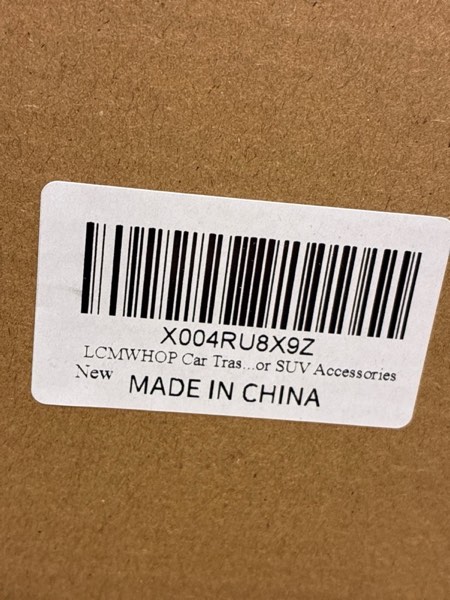 X004RU8X9Z
LCMWHOP Car Tras...or SUV Accessories
New
MADE IN CHINA